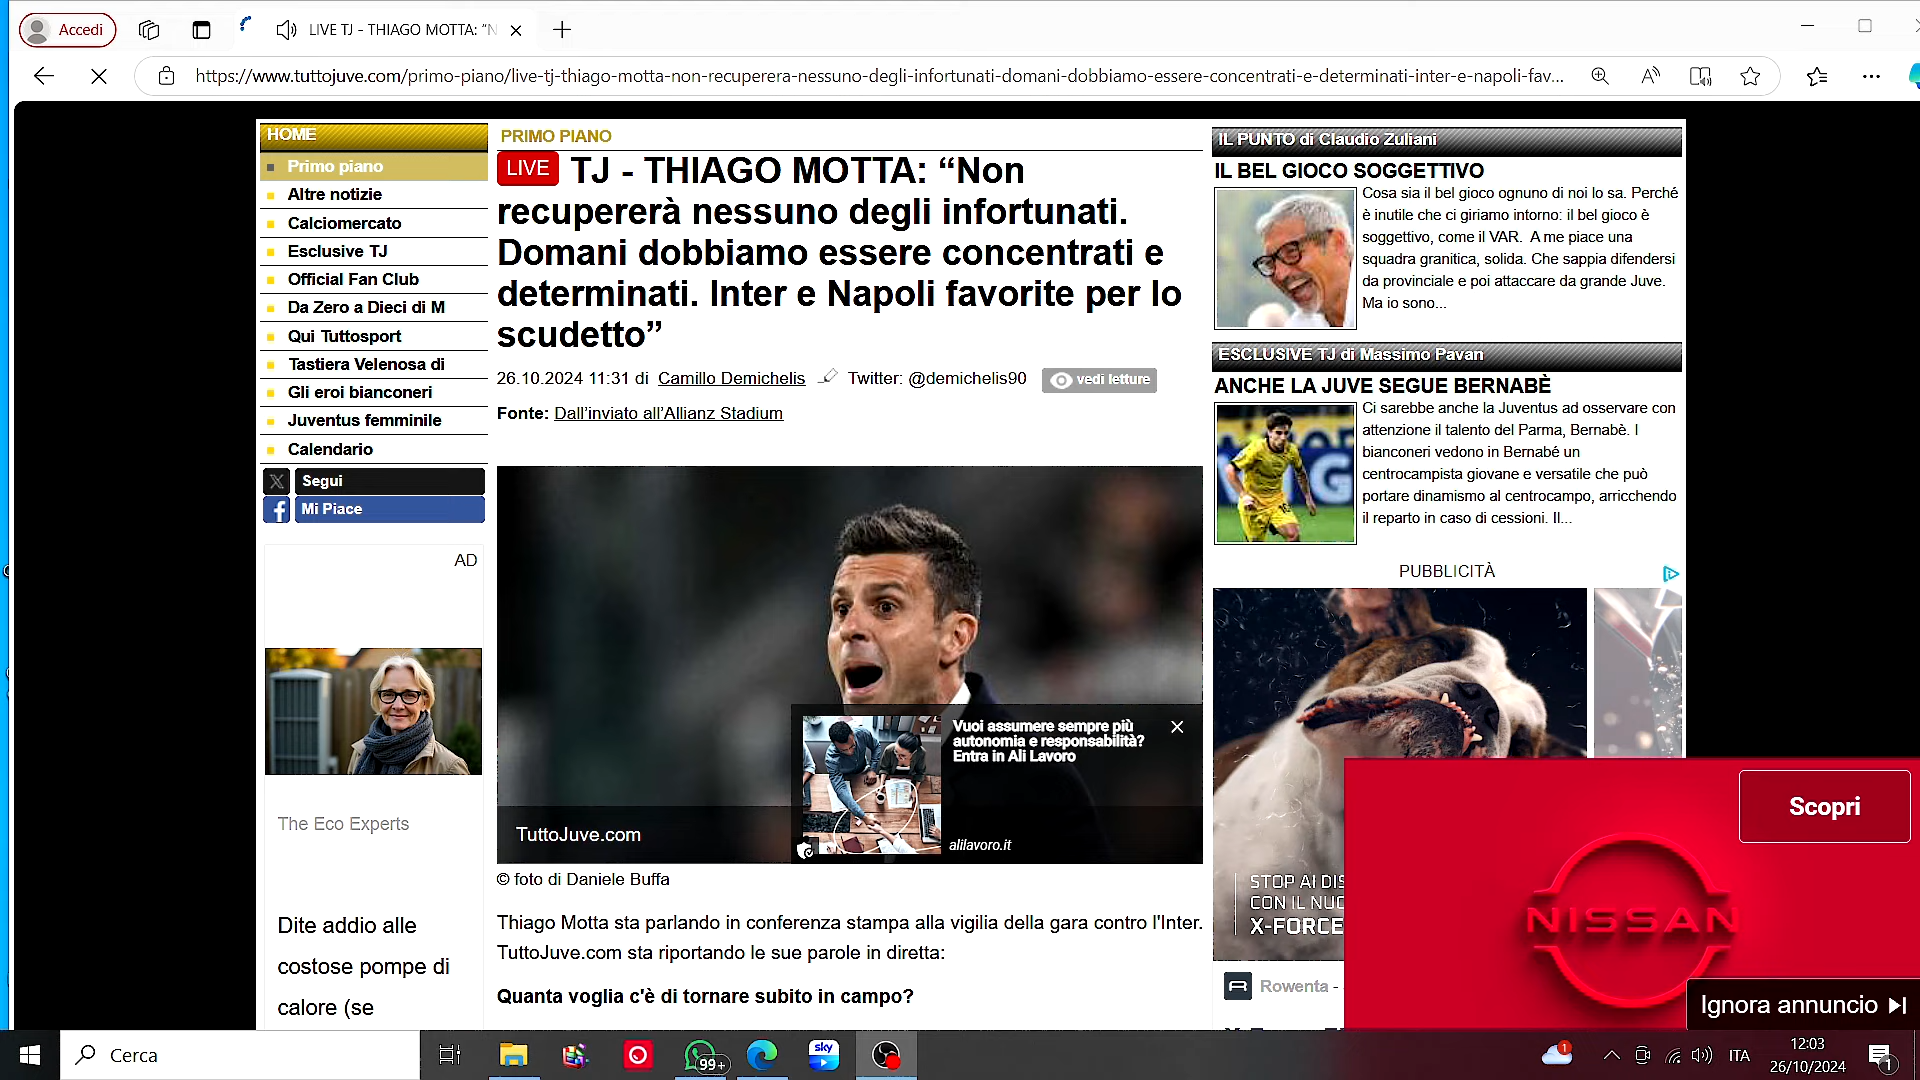 Accedi
LIVE TJ - THIAGO MOTTA: “N
https://www.tuttojuve.com/primo-piano/live-tj-thiago-motta-non-recuperera-nessuno-degli-infortunati-domani-dobbiamo-essere-concentrati-e-determinati-inter-e-napoli-fav...
HOME
Primo piano
Altre notizie
Calciomercato
Esclusive TJ
Official Fan Club
Da Zero a Dieci di M
Qui Tuttosport
Tastiera Velenosa di
Gli eroi bianconeri
Juventus femminile
Calendario
Segui
Mi Piace
AD
The Eco Experts
Dite addio alle
costose pompe di
calore (se
PRIMO PIANO
LIVE TJ - THIAGO MOTTA: “Non
recupererà nessuno degli infortunati.
Domani dobbiamo essere concentrati e
determinati. Inter e Napoli favorite per lo
scudetto”
26.10.2024 11:31 di Camillo Demichelis Twitter: @demichelis90 vedi letture
Fonte: Dall’inviato all’Allianz Stadium
TuttoJuve.com
Vuoi assumere sempre più
autonomia e responsabilità?
Entra in Ali Lavoro
alilavoro.it
© foto di Daniele Buffa
Thiago Motta sta parlando in conferenza stampa alla vigilia della gara contro l'Inter.
TuttoJuve.com sta riportando le sue parole in diretta:
Quanta voglia c'è di tornare subito in campo?
IL PUNTO di Claudio Zuliani
IL BEL GIOCO SOGGETTIVO
Cosa sia il bel gioco ognuno di noi lo sa. Perché
è inutile che ci giriamo intorno: il bel gioco è
soggettivo, come il VAR. A me piace una
squadra granitica, solida. Che sappia difendersi
da provinciale e poi attaccare da grande Juve.
Ma io sono...
ESCLUSIVE TJ di Massimo Pavan
ANCHE LA JUVE SEGUE BERNABÈ
Ci sarebbe anche la Juventus ad osservare con
attenzione il talento del Parma, Bernabè. I
bianconeri vedono in Bernabé un
centrocampista giovane e versatile che può
portare dinamismo al centrocampo, arricchendo
il reparto in caso di cessioni. Il...
PUBBLICITÀ
STOP AI DIS
CON IL NUO
X-FORCE
Rowenta -
Scopri
NISSAN
Ignora annuncio
Cerca
99+
sky
1
ITA
12:03
26/10/2024
1